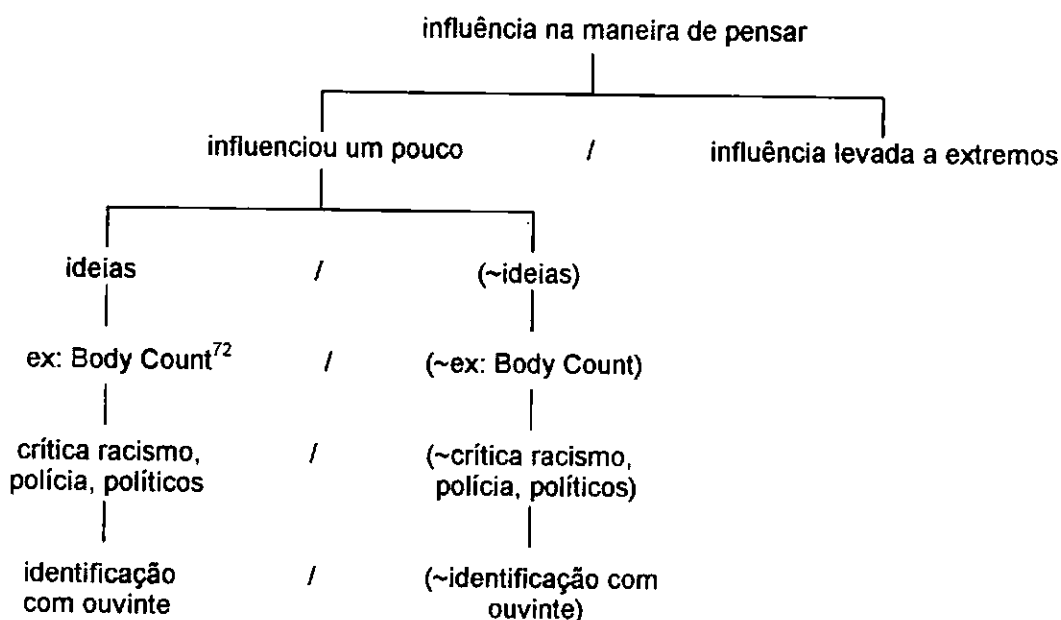 influência na maneira de pensar
influenciou um pouco / influência levada a extremos
ideias / (~ideias)
ex: Body Count72 / (~ex: Body Count)
crítica racismo, / (~crítica racismo,
polícia, políticos polícia, políticos)
identificação / (~identificação com
com ouvinte ouvinte)